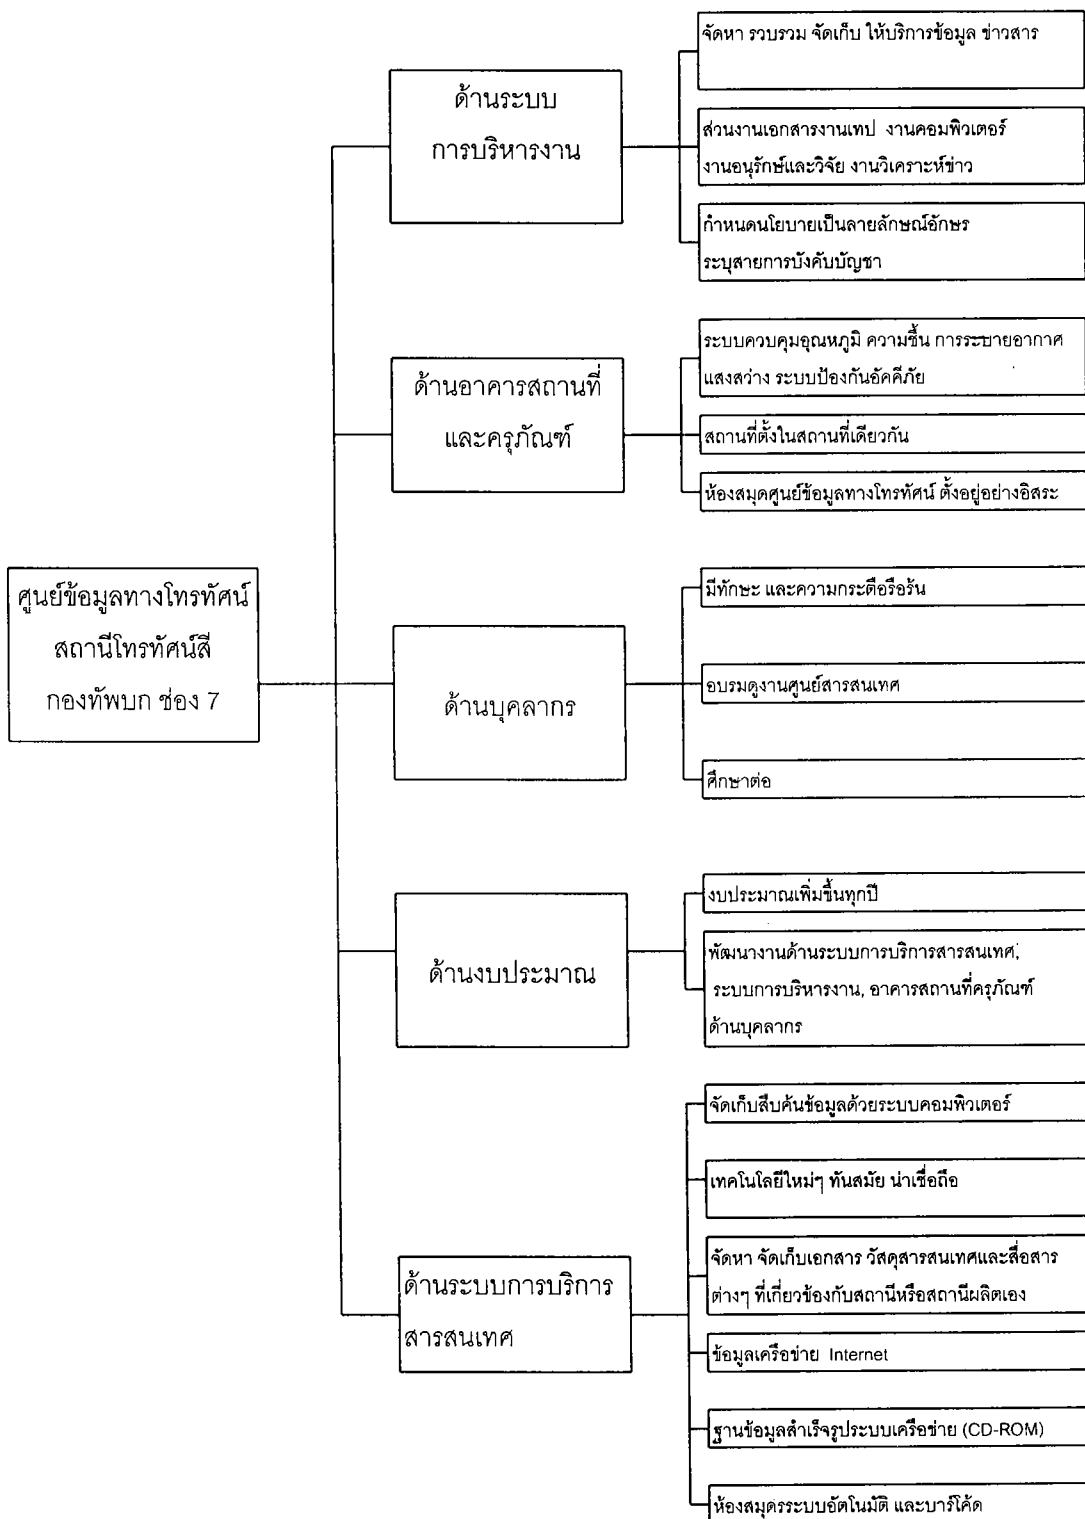 จัดหา รวบรวม จัดเก็บ ให้บริการข้อมูล ข่าวสาร
ด้านระบบ
การบริหารงาน
ส่วนงานเอกสารงานเทป งานคอมพิวเตอร์
งานอนุรักษ์และวิจัย งานวิเคราะห์ข่าว
กำหนดนโยบายเป็นลายลักษณ์อักษร
ระบุสายการบังคับบัญชา
ระบบควบคุมอุณหภูมิ ความชื้น การระบายอากาศ
แสงสว่าง ระบบป้องกันอัคคีภัย
ด้านอาคารสถานที่
และครุภัณฑ์
สถานที่ตั้งในสถานที่เดียวกัน
ห้องสมุดศูนย์ข้อมูลทางโทรทัศน์ ตั้งอยู่อย่างอิสระ
ศูนย์ข้อมูลทางโทรทัศน์
สถานีโทรทัศน์สี
กองทัพบก ช่อง 7
มีทักษะ และความกระตือรือร้น
ด้านบุคลากร
อบรมดูงานศูนย์สารสนเทศ
ศึกษาต่อ
งบประมาณเพิ่มขึ้นทุกปี
ด้านงบประมาณ
พัฒนางานด้านระบบการบริการสารสนเทศ,
ระบบการบริหารงาน, อาคารสถานที่ครุภัณฑ์
ด้านบุคลากร
จัดเก็บสืบค้นข้อมูลด้วยระบบคอมพิวเตอร์
เทคโนโลยีใหม่ๆ ทันสมัย น่าเชื่อถือ
ด้านระบบการบริการ
สารสนเทศ
จัดหา จัดเก็บเอกสาร วัสดุสารสนเทศและสื่อสาร
ต่างๆ ที่เกี่ยวข้องกับสถานีหรือสถานีผลิตเอง
ข้อมูลเครือข่าย Internet
ฐานข้อมูลสำเร็จรูประบบเครือข่าย (CD-ROM)
ห้องสมุดระบบอัตโนมัติ และบาร์โค้ด